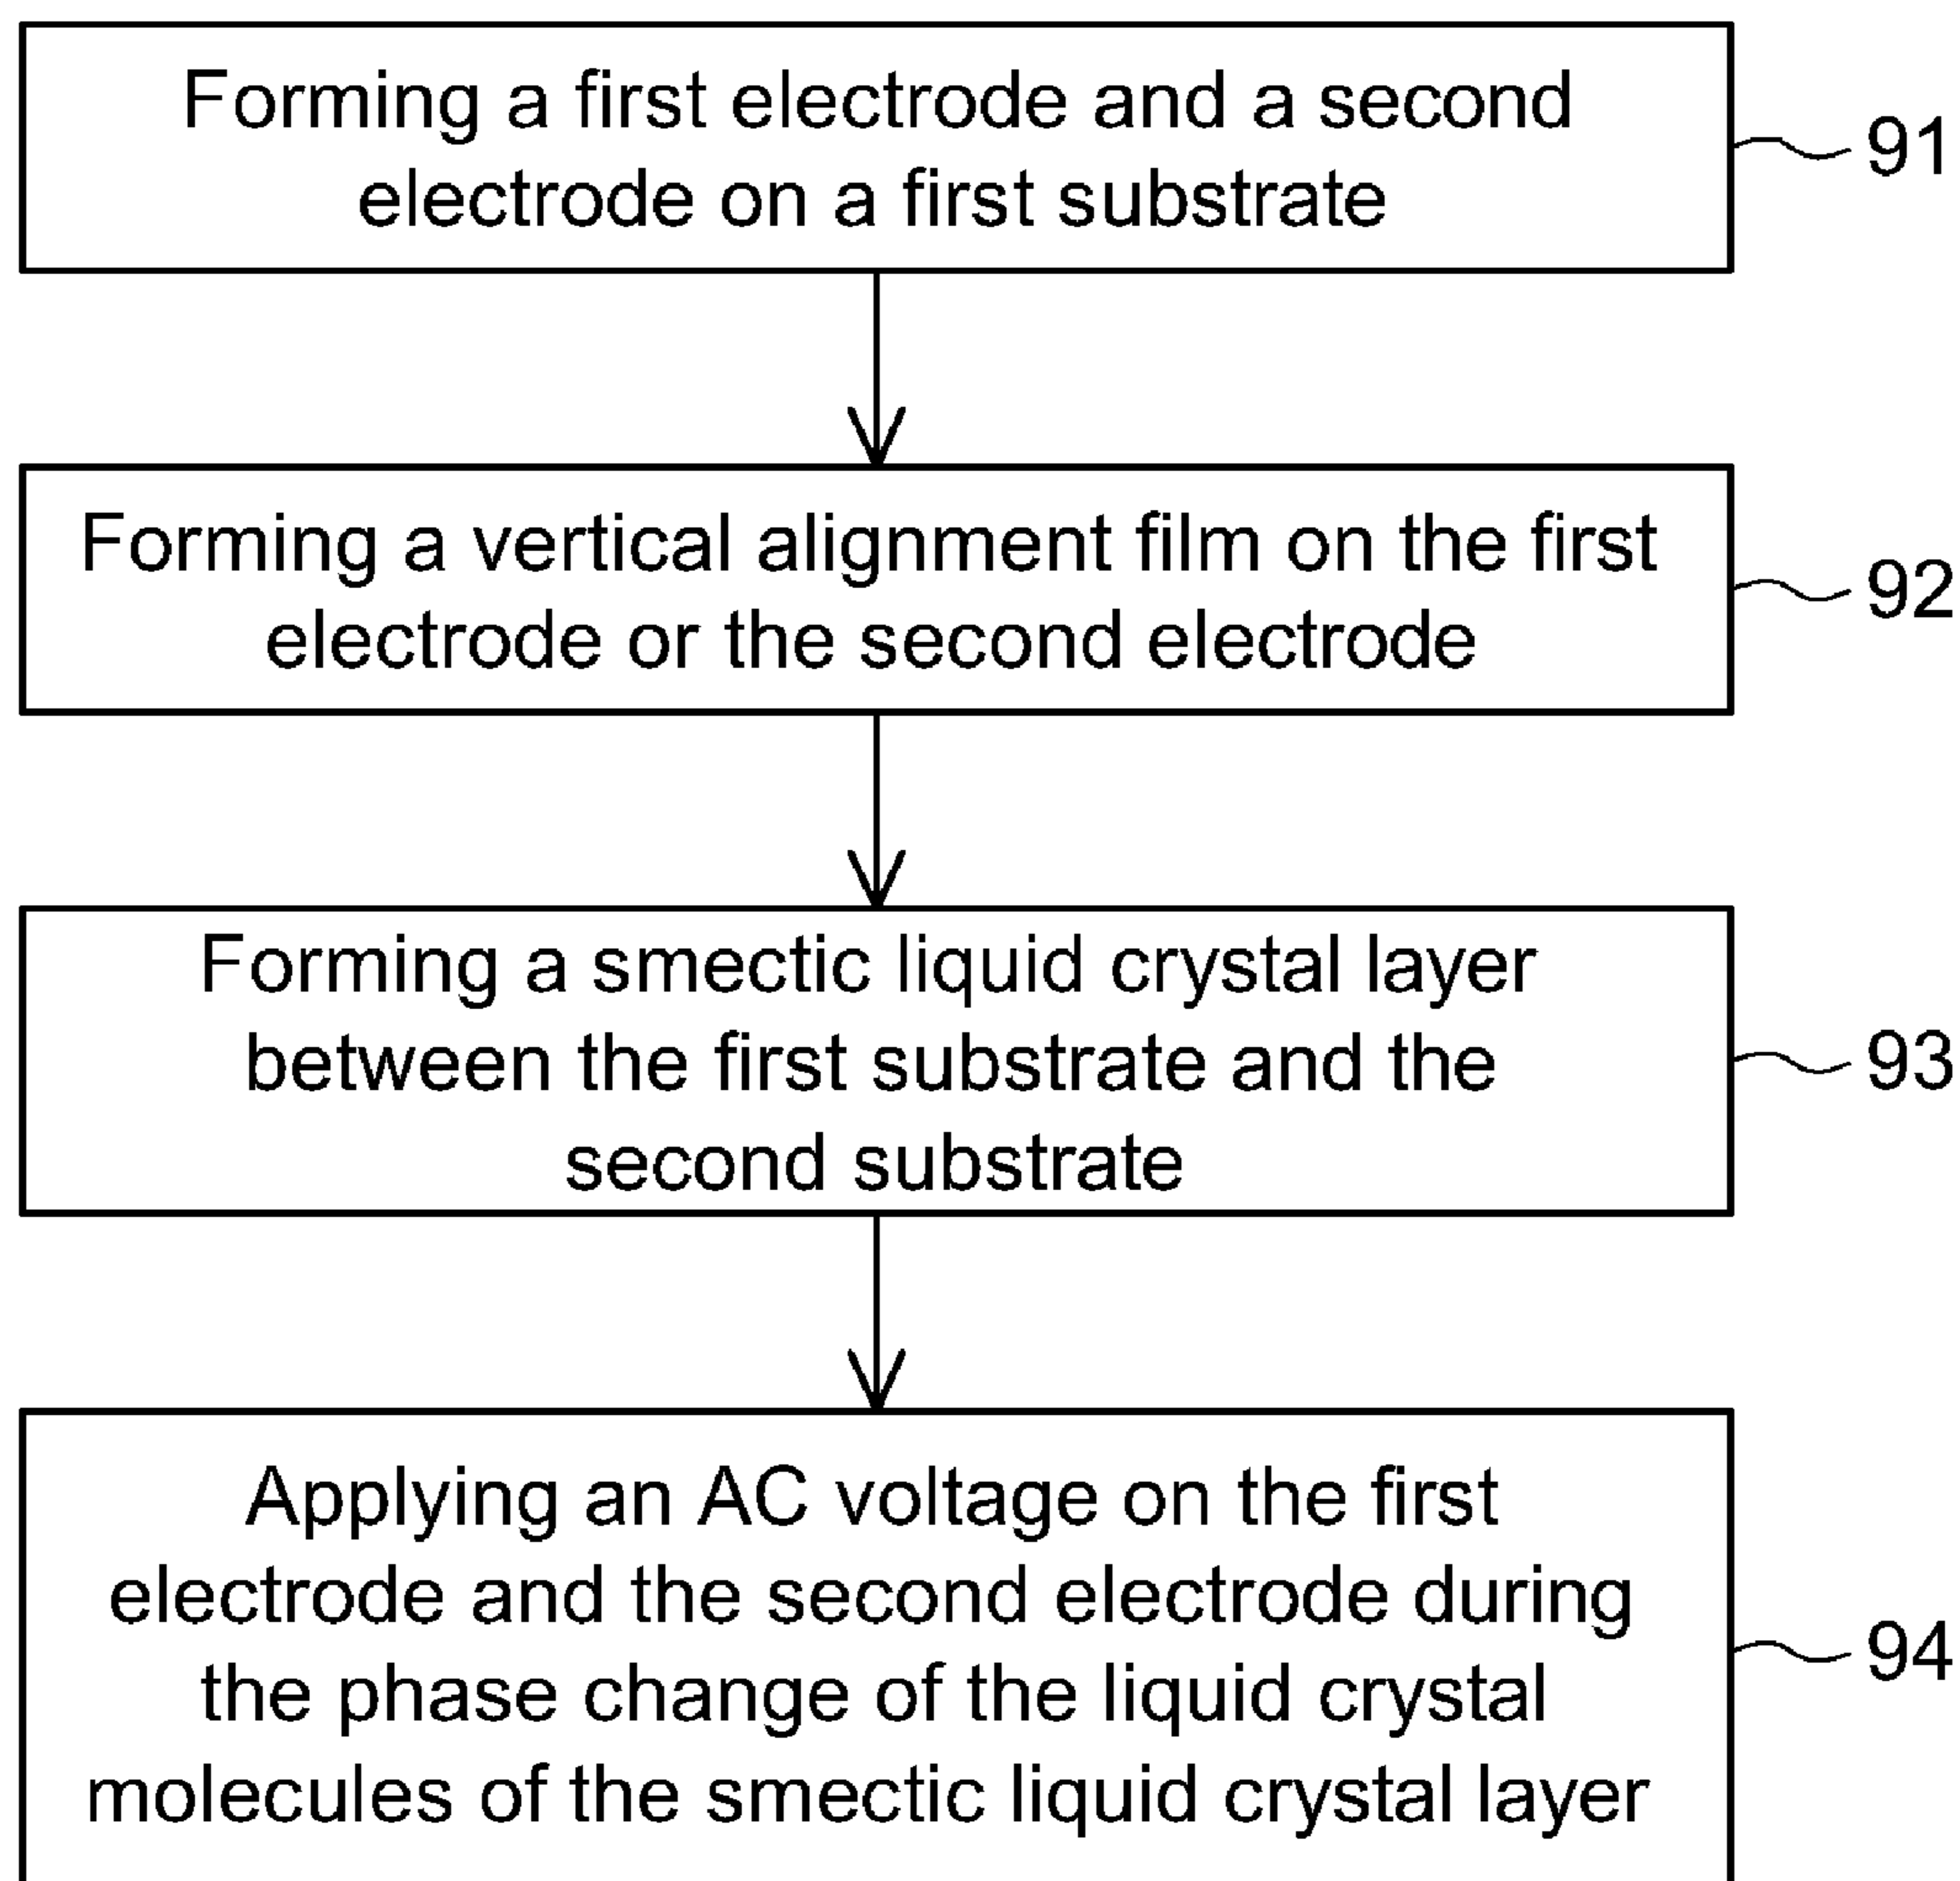 Forming a first electrode and a second
electrode on a first substrate
91
Forming a vertical alignment film on the first
electrode or the second electrode
92
Forming a smectic liquid crystal layer
between the first substrate and the
second substrate
93
Applying an AC voltage on the first
electrode and the second electrode during
the phase change of the liquid crystal
molecules of the smectic liquid crystal layer
94